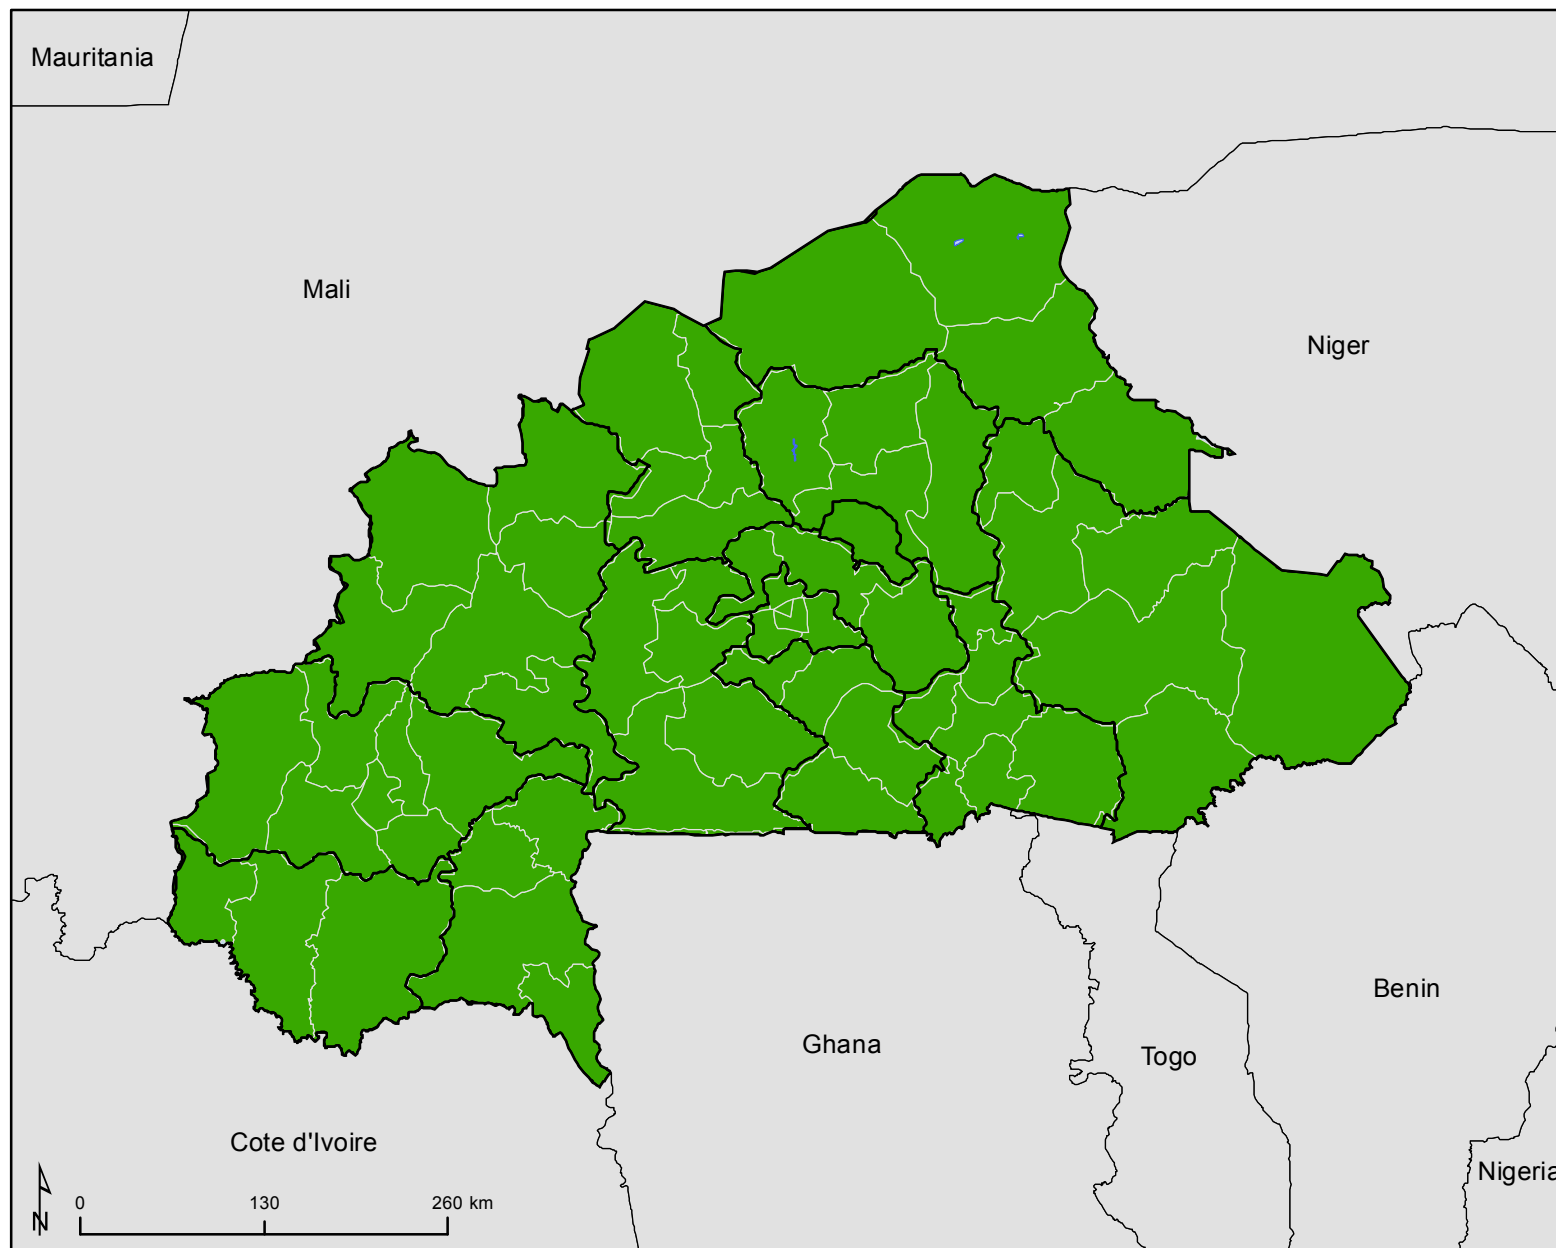 Mauritania
Mali
Niger
Benin
Ghana
Togo
Cote d'Ivoire
Nigeria
N
0 130 260 km